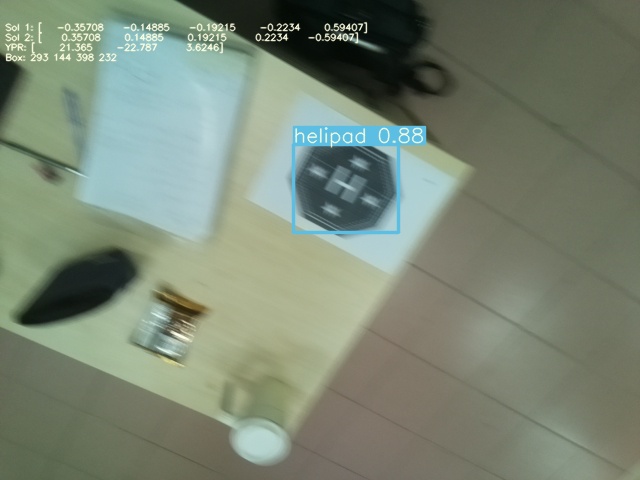 Sol 1: [ -0.35708 -0.14885 -0.19215 -0.2234 0.59407]
Sol 2: [ 0.35708 0.14885 0.19215 0.2234 -0.59407]
YPR: [ 21.365 -22.787 3.6246]
Box: 293 144 398 232
helipad 0.88
H